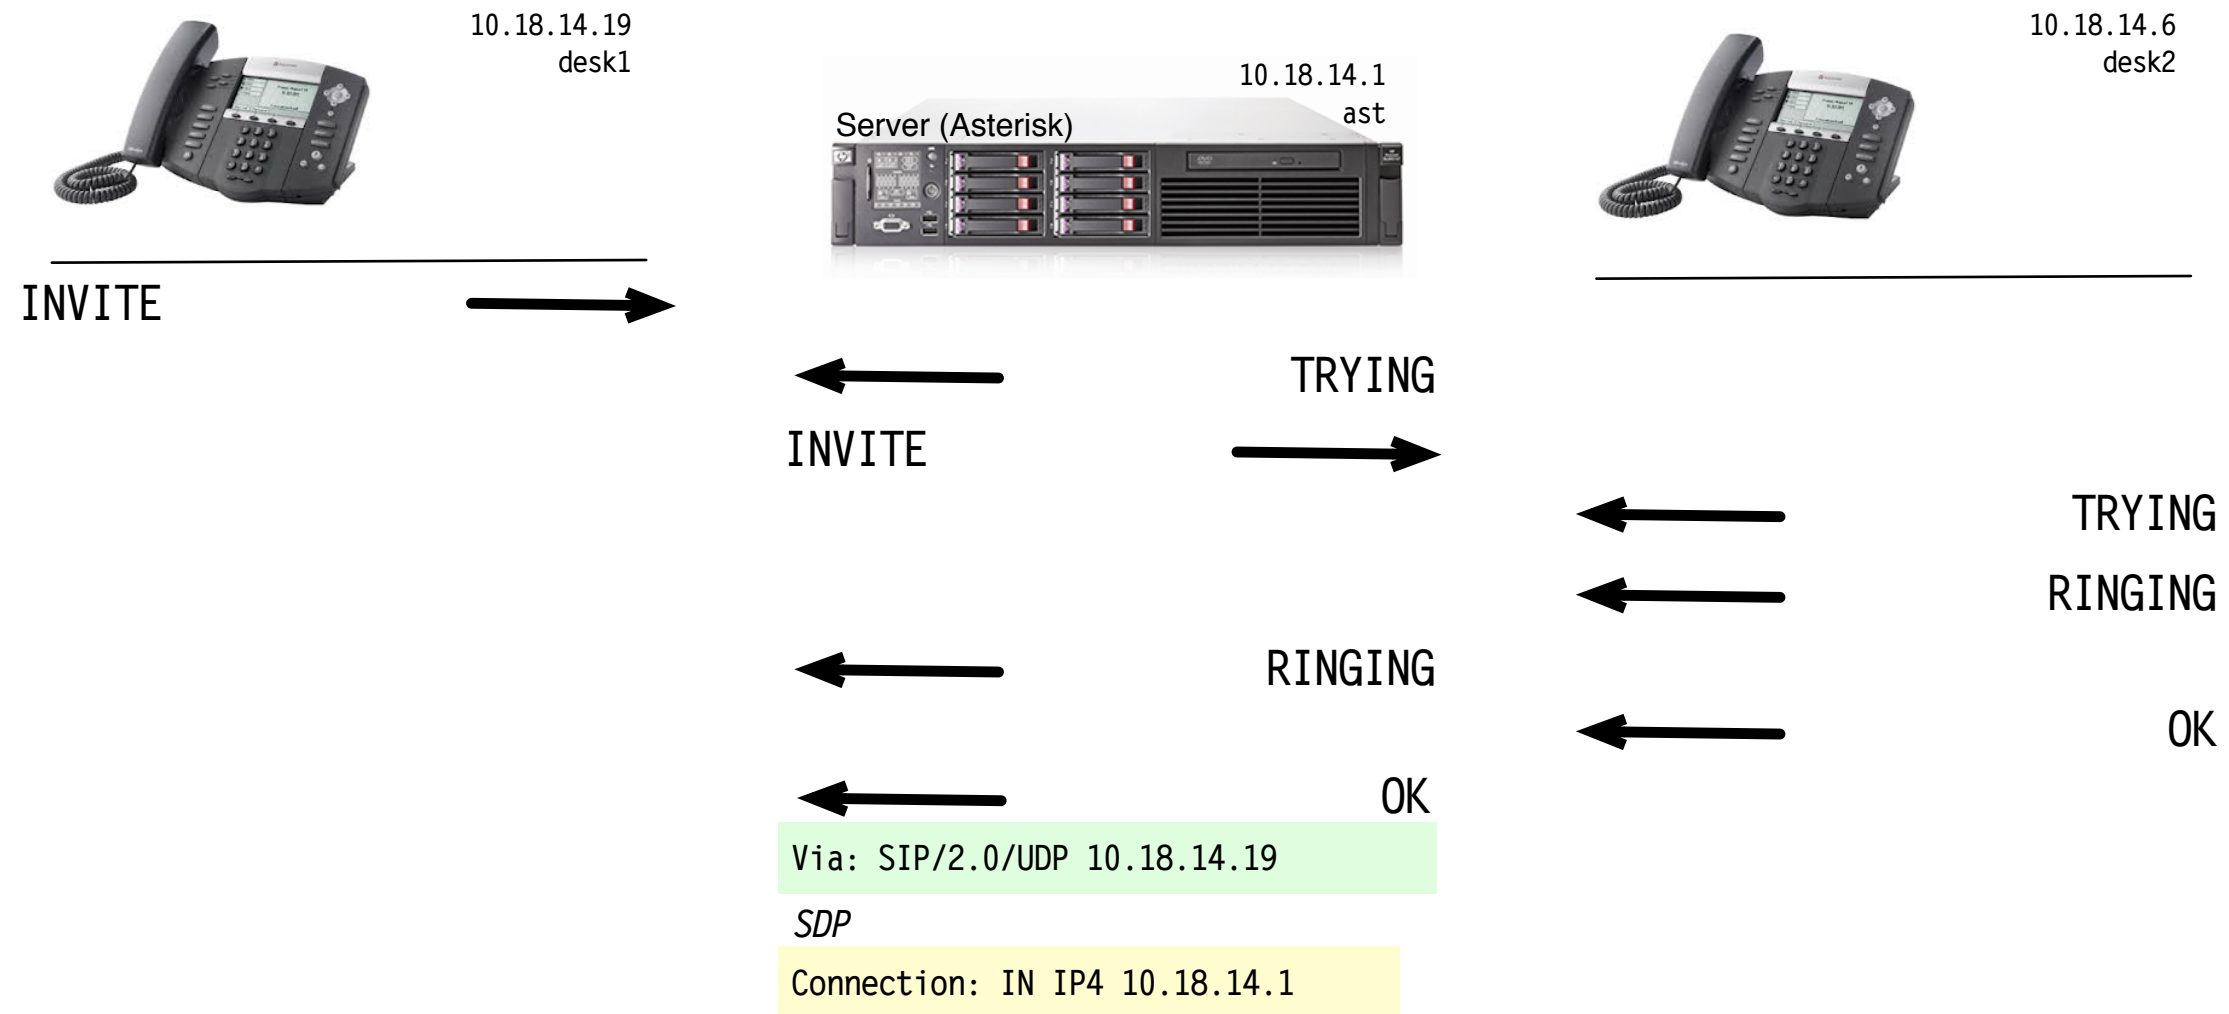 10.18.14.19
desk1
10.18.14.1
ast
Server (Asterisk)
10.18.14.6
desk2
INVITE
TRYING
INVITE
TRYING
RINGING
RINGING
OK
OK
Via: SIP/2.0/UDP 10.18.14.19
SDP
Connection: IN IP4 10.18.14.1